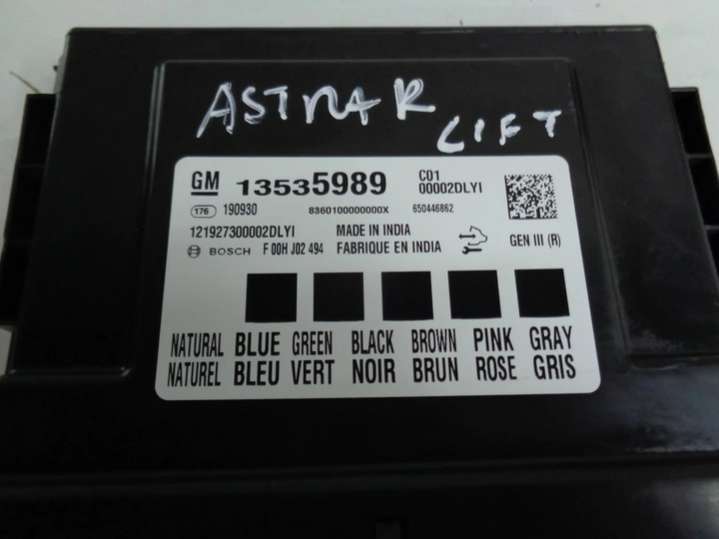 ASTRA K
LIFT
GM 13535989 C01
00002DLYI
176 190930 8360100000000X 650446862
121927300002DLYI MADE IN INDIA
BOSCH F 00H J02 494 FABRIQUE EN INDIA GEN III (R)
NATURAL BLUE GREEN BLACK BROWN PINK GRAY
NATUREL BLEU VERT NOIR BRUN ROSE GRIS